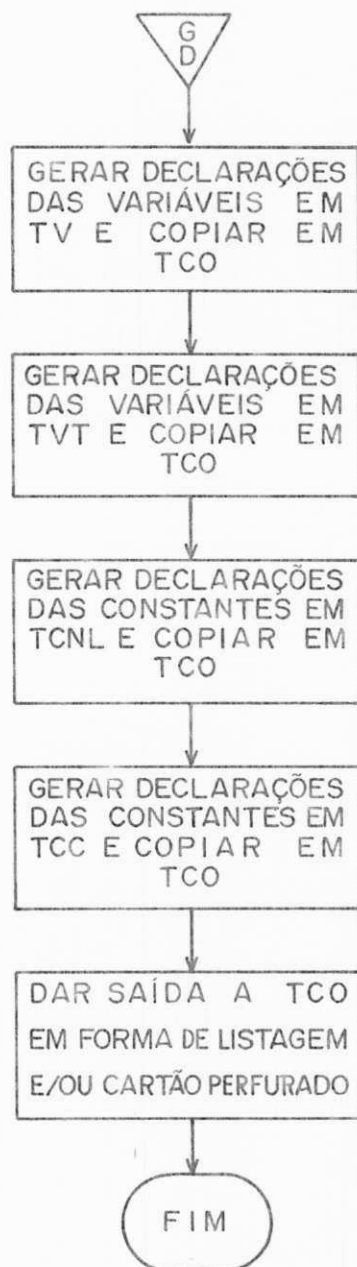 G
D
GERAR DECLARAÇÕES
DAS VARIÁVEIS EM
TV E COPIAR EM
TCO
GERAR DECLARAÇÕES
DAS VARIÁVEIS EM
TVT E COPIAR EM
TCO
GERAR DECLARAÇÕES
DAS CONSTANTES EM
TCNL E COPIAR EM
TCO
GERAR DECLARAÇÕES
DAS CONSTANTES EM
TCC E COPIAR EM
TCO
DAR SAÍDA A TCO
EM FORMA DE LISTAGEM
E/OU CARTÃO PERFURADO
FIM